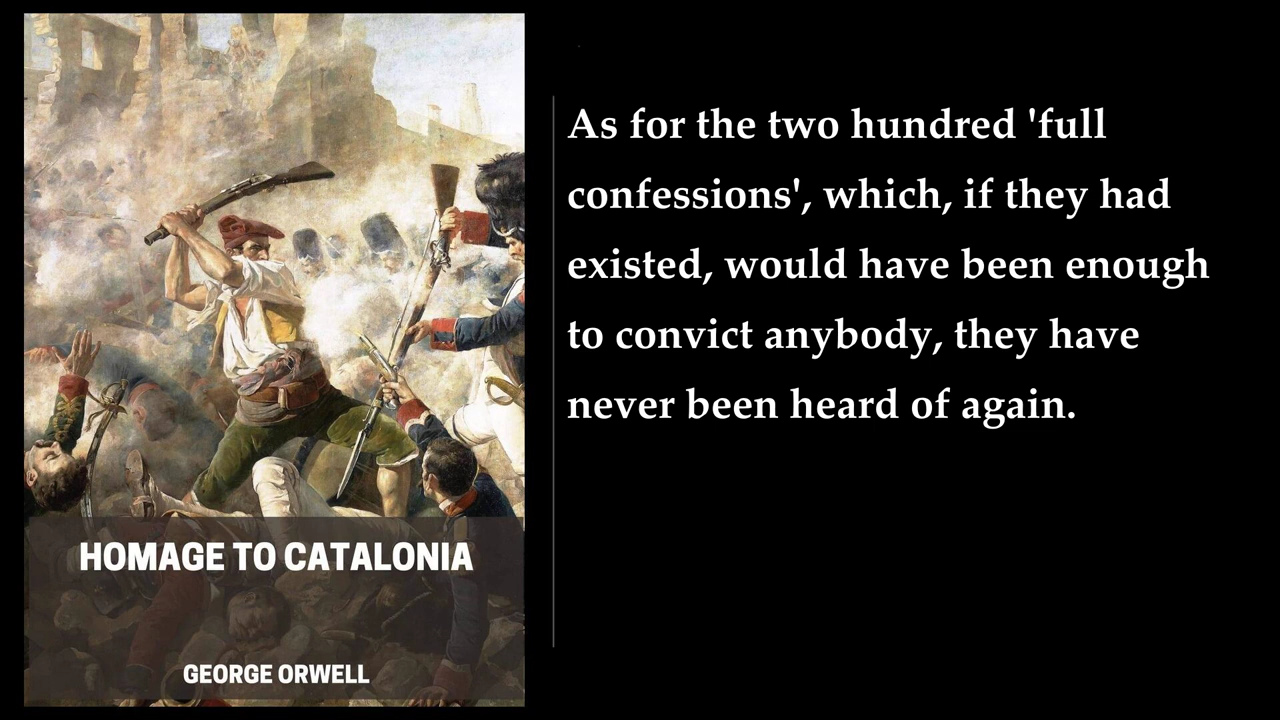 HOMAGE TO CATALONIA
GEORGE ORWELL
As for the two hundred 'full
confessions', which, if they had
existed, would have been enough
to convict anybody, they have
never been heard of again.